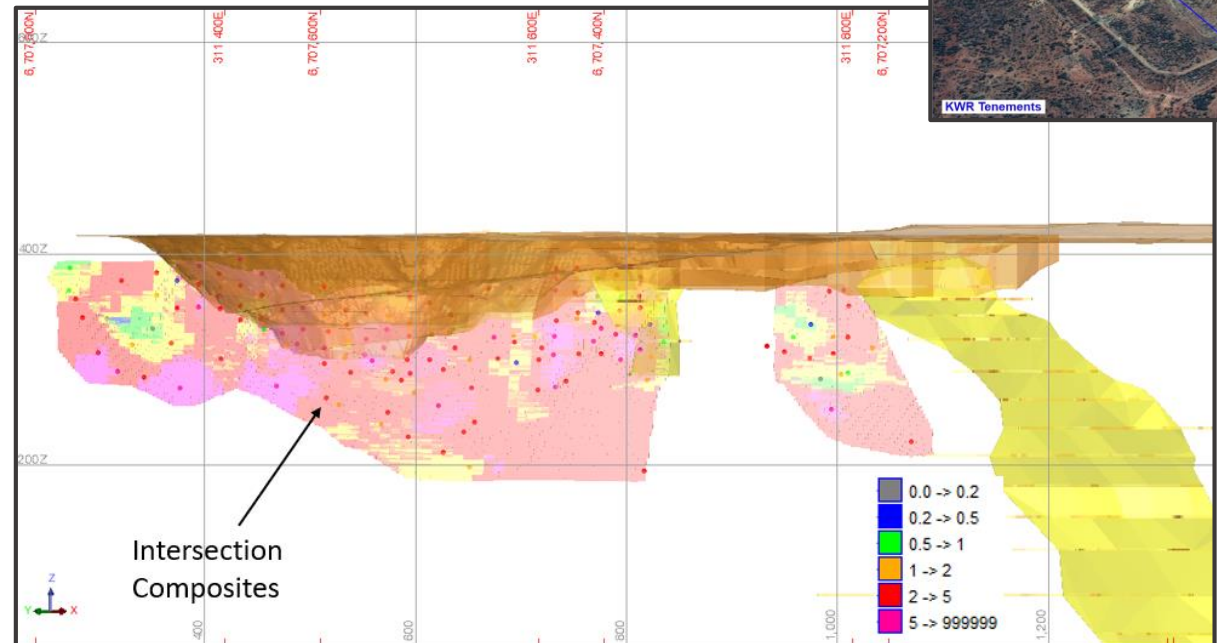 6,707,800N
311 400E
6,707,600N
311 600E
6,707,400N
311 800E
6,707,200N
KWR Tenements
600Z
400Z
200Z
Intersection
Composites
0.0 -> 0.2
0.2 -> 0.5
0.5 -> 1
1 -> 2
2 -> 5
5 -> 999999
Z
Y
X
400
600
800
1,000
1,200